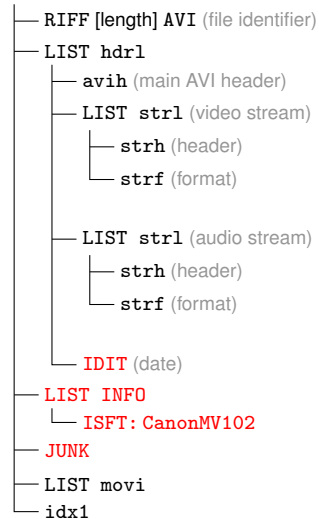 RIFF [length] AVI (file identifier)
LIST hdrl
avih (main AVI header)
LIST strl (video stream)
strh (header)
strf (format)
LIST strl (audio stream)
strh (header)
strf (format)
IDIT (date)
LIST INFO
ISFT: CanonMV102
JUNK
LIST movi
idx1